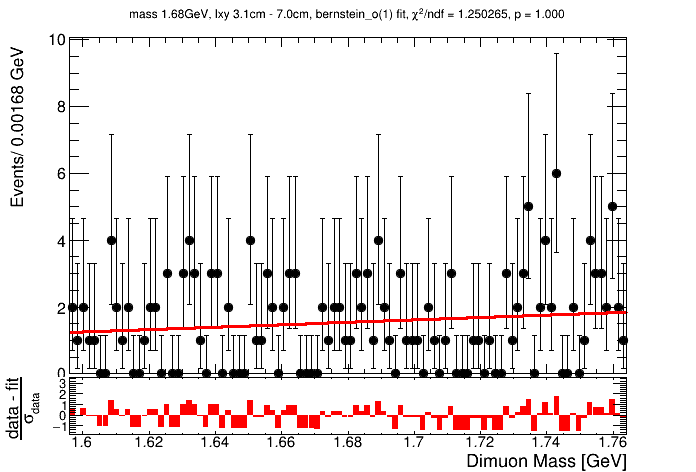 mass 1.68GeV, lxy 3.1cm - 7.0cm, bernstein_o(1) fit, χ²/ndf = 1.250265, p = 1.000
Events/ 0.00168 GeV
10
8
6
4
2
0
data - fit
σdata
3
2
1
0
−1
1.6 1.62 1.64 1.66 1.68 1.7 1.72 1.74 1.76
Dimuon Mass [GeV]